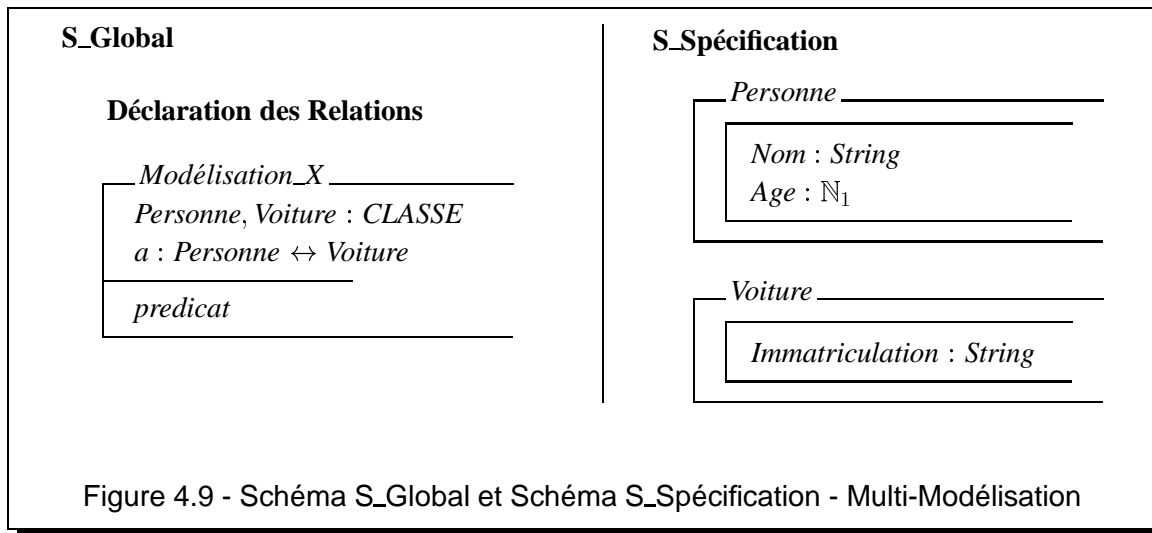 S_Global
Déclaration des Relations
Modélisation_X
Personne, Voiture : CLASSE
a : Personne ↔ Voiture
predicat
S_Spécification
Personne
Nom : String
Age : ℕ₁
Voiture
Immatriculation : String
Figure 4.9 - Schéma S_Global et Schéma S_Spécification - Multi-Modélisation